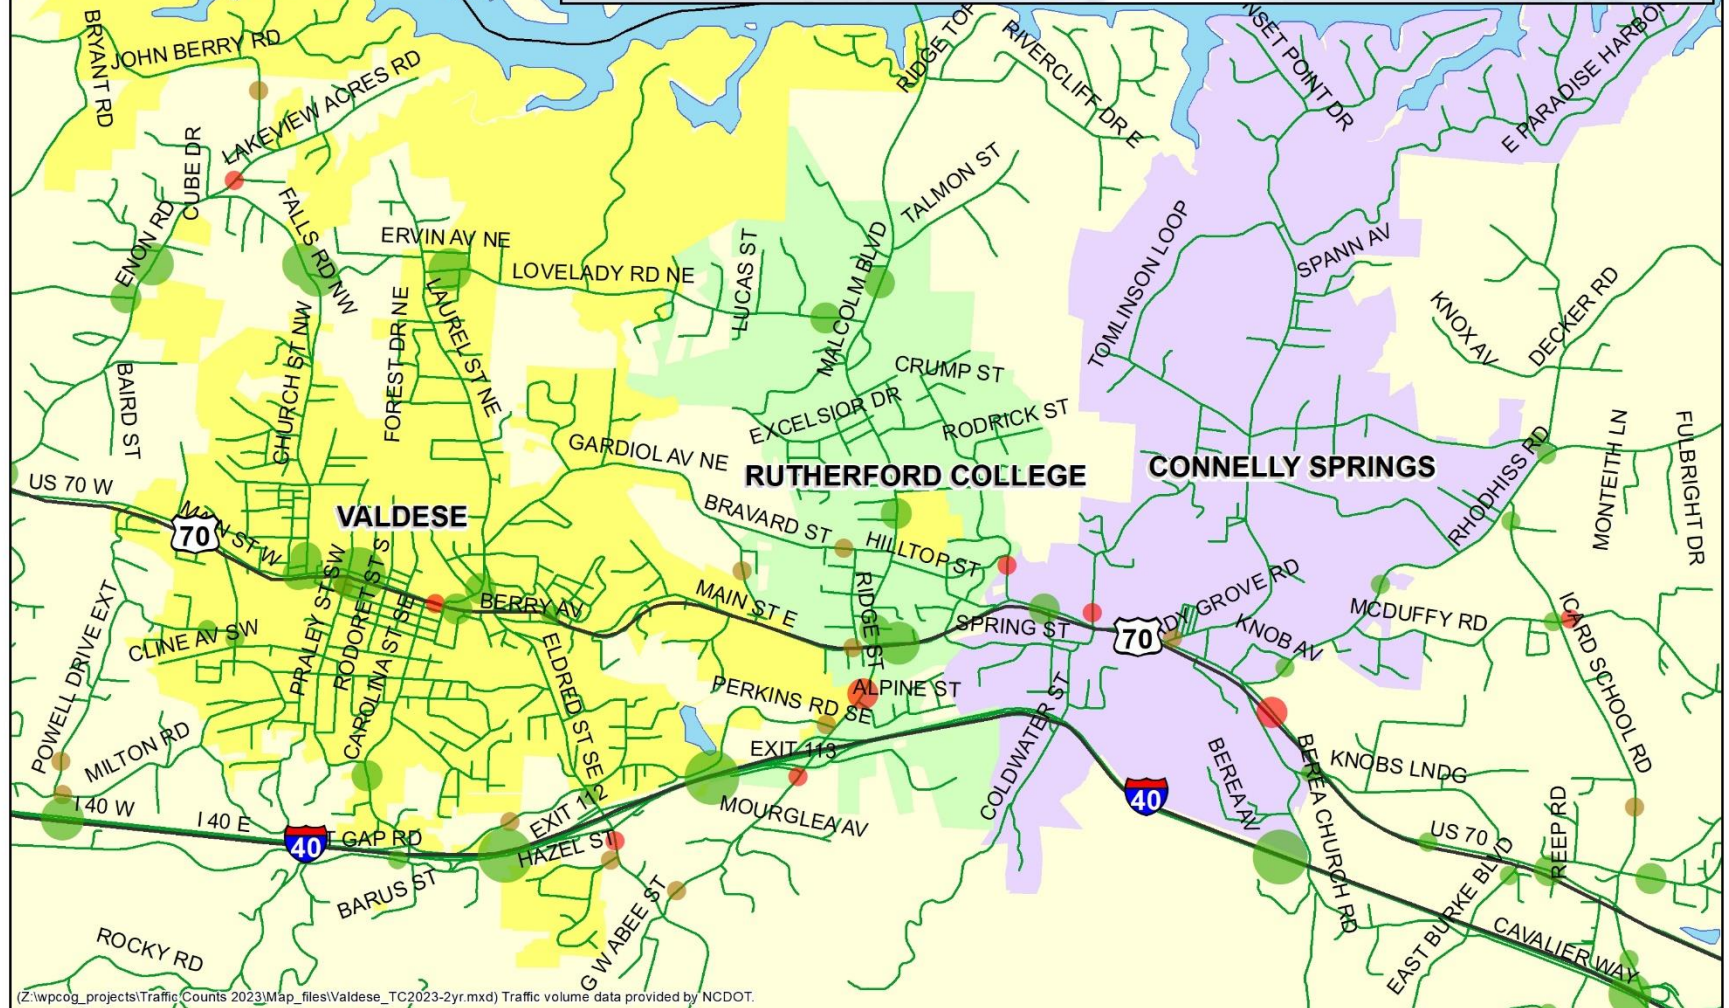 BRYANT RD
JOHN BERRY RD
LAKEVIEW ACRES RD
RIDGE TOP
RIVERCLIFF DR E
NSET POINT DR
E PARADISE HARBOR
CUBE DR
TALMON ST
ENON RD
FALLS RD NW
ERVIN AV NE
LOVELADY RD NE
LUCAS ST
MALCOLM BLVD
TOMLINSON LOOP
SPANN AV
KNOX AV
DECKER RD
BAIRD ST
CHURCH ST NW
FOREST DR NE
LAUREL ST NE
CRUMP ST
EXCELSIOR DR
RODRICK ST
GARDIOL AV NE
RUTHERFORD COLLEGE
CONNELLY SPRINGS
RHODHISS RD
MONTEITH LN
FULBRIGHT DR
US 70 W
MAIN ST W
70
VALDESE
BRAVARD ST
HILLTOP ST
POWELL DRIVE EXT
CLINE AV SW
PRALEY ST SW
RODORET ST S
CAROLINA ST SE
BERRY AV
ELDRED ST SE
MAIN ST E
RIDGE ST
SPRING ST
70
DY GROVE RD
KNOB AV
MCDUFFY RD
ICARD SCHOOL RD
ALPINE ST
PERKINS RD SE
MILTON RD
EXIT 113
COLDWATER ST
BEREA AV
BEREA CHURCH RD
KNOBS LNDG
I 40 W
I 40 E
40
T GAP RD
EXIT 112
HAZEL ST
MOURGLEA AV
40
US 70
REEP RD
EAST BURKE BLVD
CAVALIER WAY
BARUS ST
G W ABEE ST
ROCKY RD
(Z:\wpcog_projects\Traffic Counts 2023\Map_files\Valdese_TC2023-2yr.mxd) Traffic volume data provided by NCDOT.